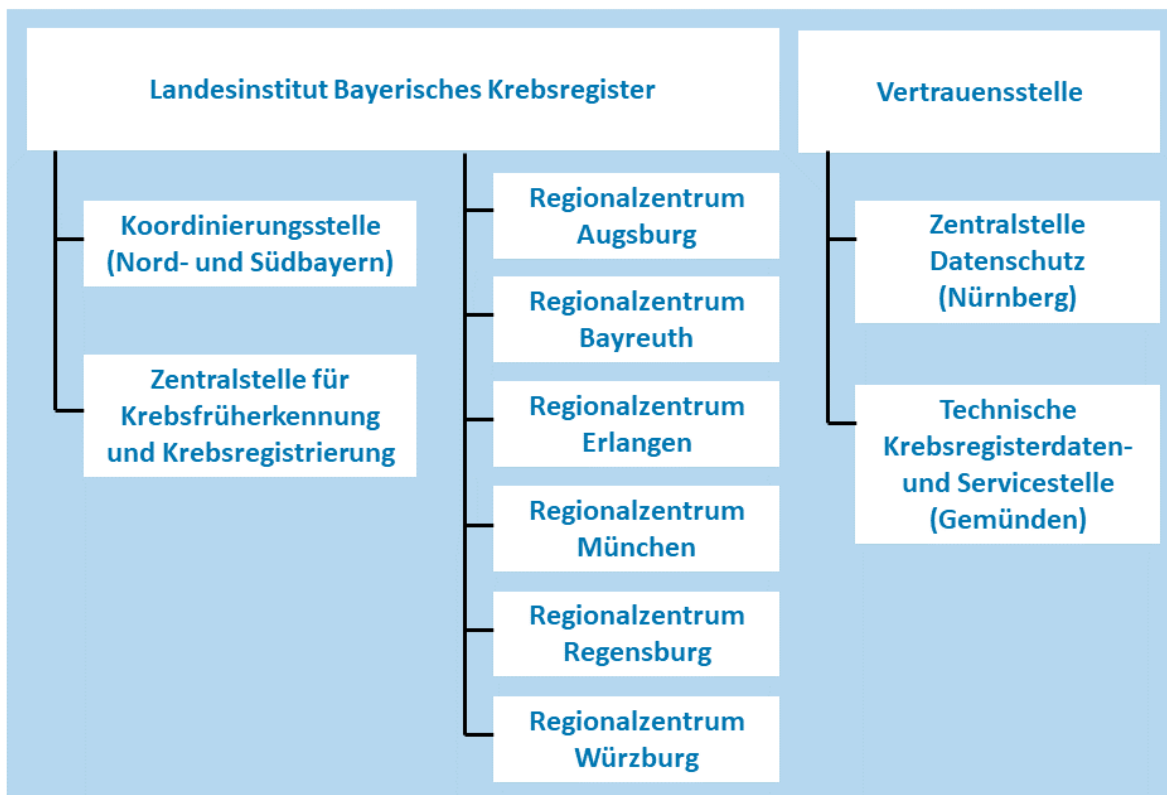 Landesinstitut Bayerisches Krebsregister
Koordinierungsstelle
(Nord- und Südbayern)
Zentralstelle für
Krebsfrüherkennung
und Krebsregistrierung
Regionalzentrum
Augsburg
Regionalzentrum
Bayreuth
Regionalzentrum
Erlangen
Regionalzentrum
München
Regionalzentrum
Regensburg
Regionalzentrum
Würzburg
Vertrauensstelle
Zentralstelle
Datenschutz
(Nürnberg)
Technische
Krebsregisterdaten-
und Servicestelle
(Gemünden)